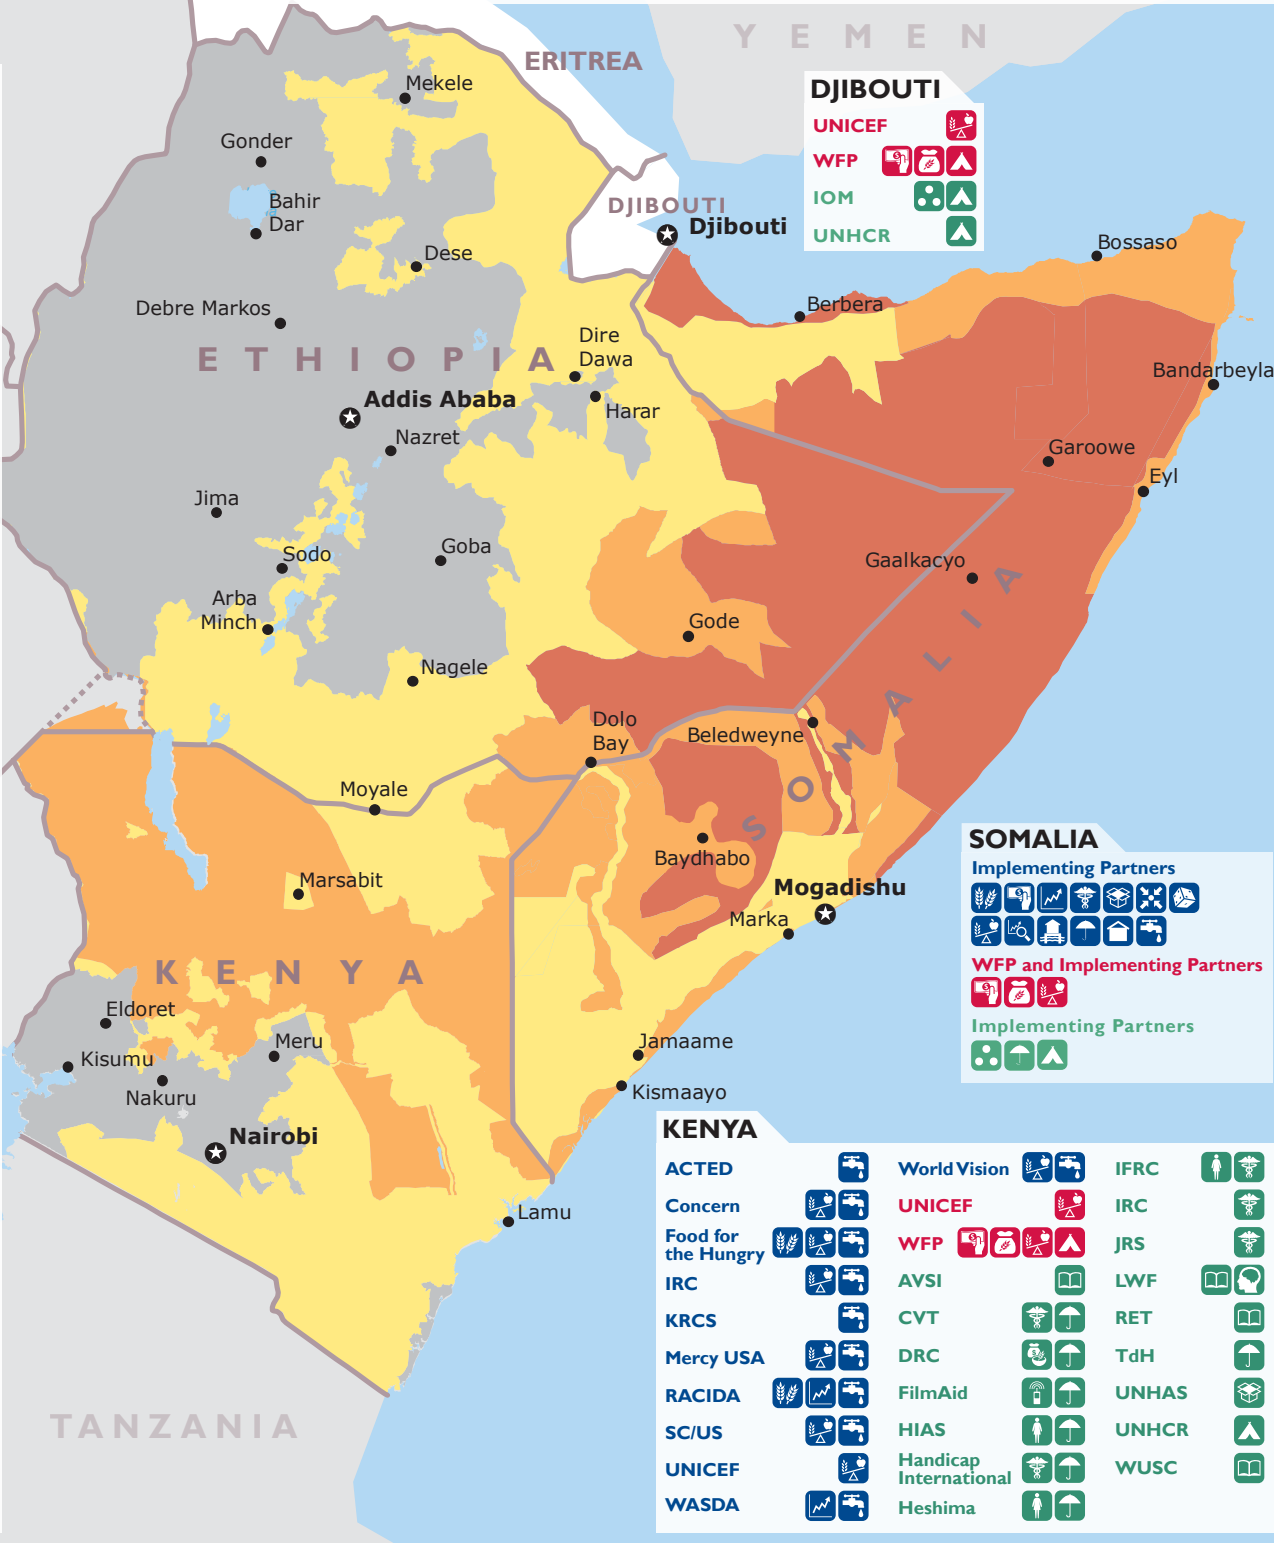 YEMEN
ERITREA
DJIBOUTI
UNICEF
WFP
IOM
UNHCR
Mekele
Gonder
Bahir
Dar
DJIBOUTI
Djibouti
Dese
Bossaso
Debre Markos
Berbera
Dire
Dawa
ETHIOPIA
Bandarbeyla
Addis Ababa
Harar
Nazret
Garoowe
Eyl
Jima
Goba
Sodo
Gaalkacyo
Arba
Minch
Gode
Nagele
SOMALIA
Dolo
Bay
Beledweyne
Moyale
Baydhabo
Marsabit
Mogadishu
Marka
KENYA
Eldoret
Meru
Kisumu
Nakuru
Jamaame
Kismaayo
Nairobi
Lamu
TANZANIA
SOMALIA
Implementing Partners
WFP and Implementing Partners
Implementing Partners
KENYA
ACTED
Concern
Food for
the Hungry
IRC
KRCS
Mercy USA
RACIDA
SC/US
UNICEF
WASDA
World Vision
UNICEF
WFP
AVSI
CVT
DRC
FilmAid
HIAS
Handicap
International
Heshima
IFRC
IRC
JRS
LWF
RET
TdH
UNHAS
UNHCR
WUSC